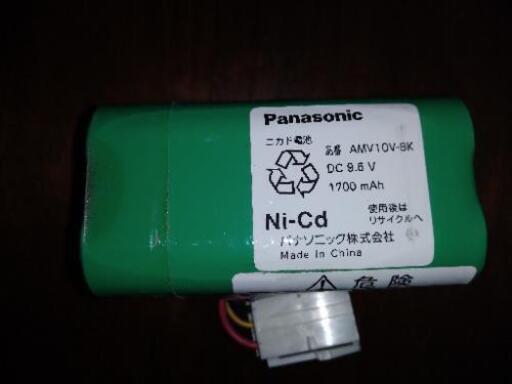 Panasonic
ニカド電池
品番 AMV10V-8K
DC 9.6 V
1700 mAh
Ni-Cd
使用後は
リサイクルへ
パナソニック株式会社
Made in China
危険